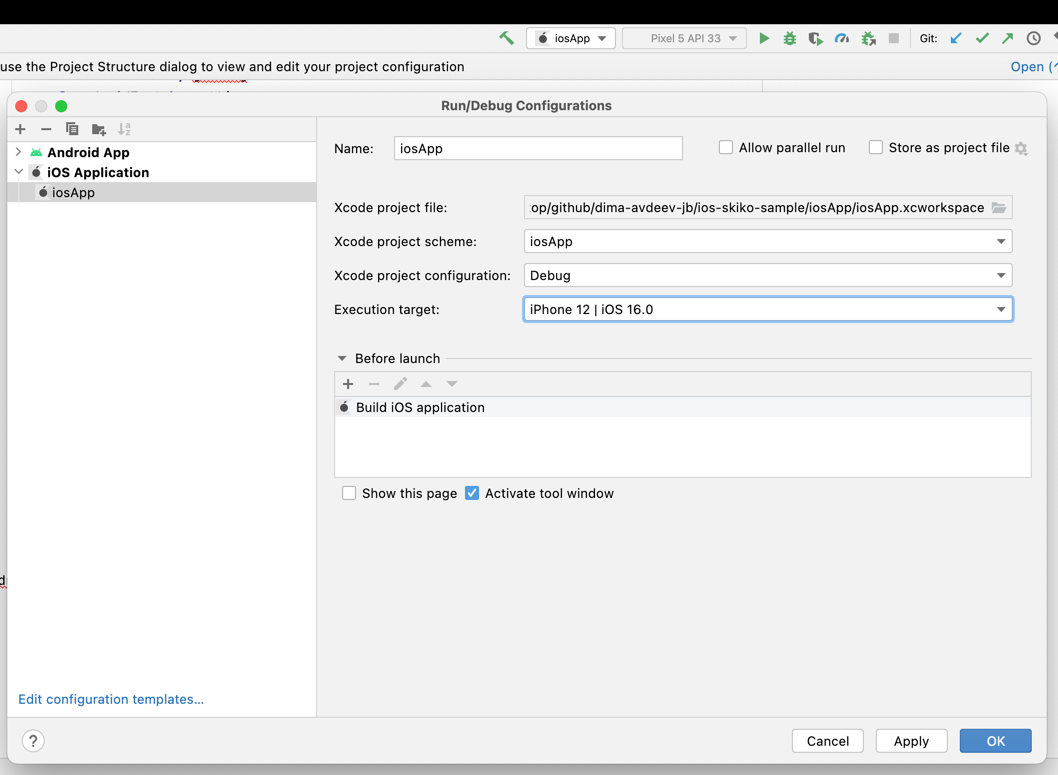 iosApp
Pixel 5 API 33
Git:
use the Project Structure dialog to view and edit your project configuration
Open (^
Run/Debug Configurations
Android App
iOS Application
iosApp
Name:
iosApp
Allow parallel run
Store as project file
Xcode project file:
op/github/dima-avdeev-jb/ios-skiko-sample/iosApp/iosApp.xcworkspace
Xcode project scheme:
iosApp
Xcode project configuration:
Debug
Execution target:
iPhone 12 | iOS 16.0
Before launch
Build iOS application
Show this page
Activate tool window
d
Edit configuration templates...
?
Cancel
Apply
OK